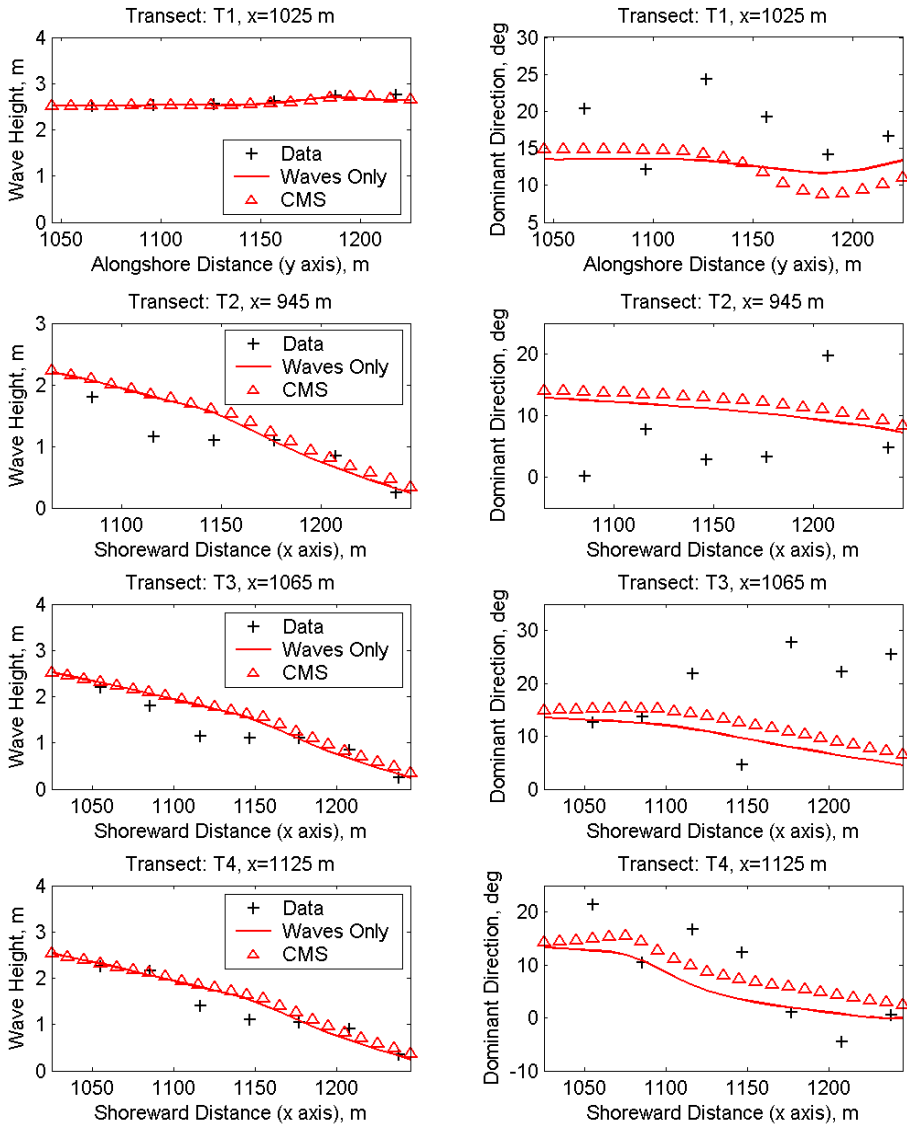 Transect: T1, x=1025 m
Wave Height, m
4
3
2
1
0
Data
Waves Only
CMS
1050 1100 1150 1200
Alongshore Distance (y axis), m
Transect: T1, x=1025 m
Dominant Direction, deg
30
25
20
15
10
5
1050 1100 1150 1200
Alongshore Distance (y axis), m
Transect: T2, x= 945 m
Wave Height, m
3
2
1
0
Data
Waves Only
CMS
1100 1150 1200
Shoreward Distance (x axis), m
Transect: T2, x= 945 m
Dominant Direction, deg
20
10
0
1100 1150 1200
Shoreward Distance (x axis), m
Transect: T3, x=1065 m
Wave Height, m
4
3
2
1
0
Data
Waves Only
CMS
1050 1100 1150 1200
Shoreward Distance (x axis), m
Transect: T3, x=1065 m
Dominant Direction, deg
30
20
10
0
1050 1100 1150 1200
Shoreward Distance (x axis), m
Transect: T4, x=1125 m
Wave Height, m
4
3
2
1
0
Data
Waves Only
CMS
1050 1100 1150 1200
Shoreward Distance (x axis), m
Transect: T4, x=1125 m
Dominant Direction, deg
20
10
0
-10
1050 1100 1150 1200
Shoreward Distance (x axis), m